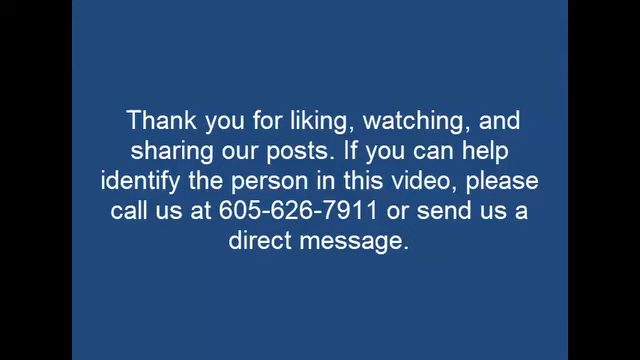 Thank you for liking, watching, and
sharing our posts. If you can help
identify the person in this video, please
call us at 605-626-7911 or send us a
direct message.